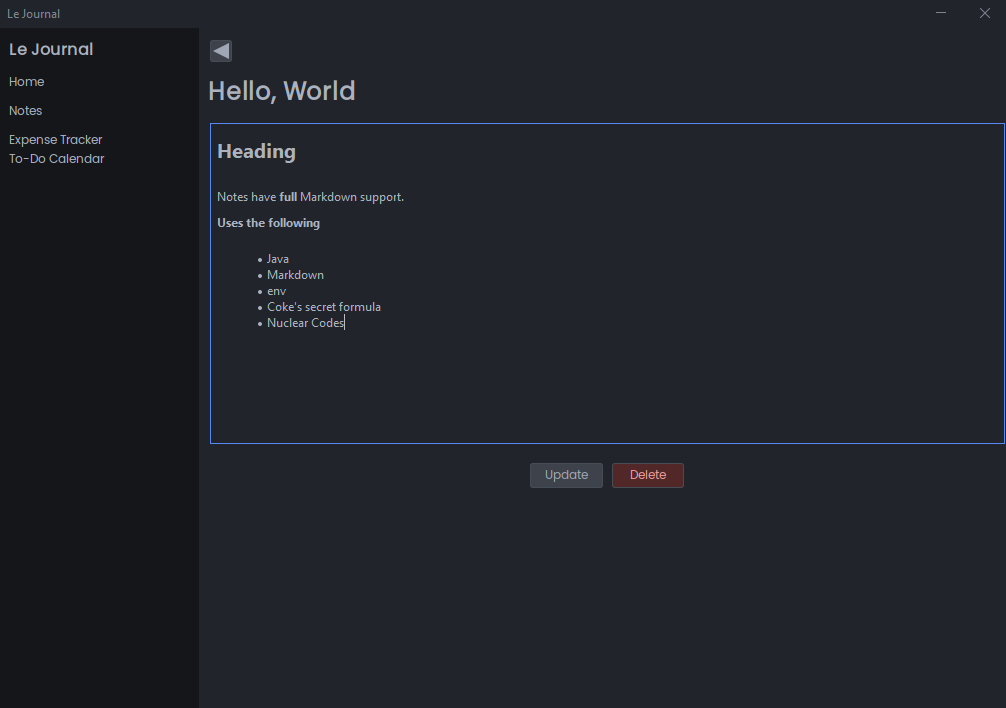 Le Journal
Le Journal
Home
Notes
Expense Tracker
To-Do Calendar
Hello, World
Heading
Notes have full Markdown support.
Uses the following
• Java
• Markdown
• env
• Coke's secret formula
• Nuclear Codes
Update
Delete